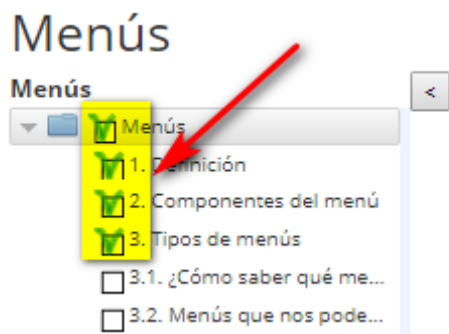 Menús
Menús
<
Menús
1. Definición
2. Componentes del menú
3. Tipos de menús
3.1. ¿Cómo saber qué me...
3.2. Menús que nos pode...